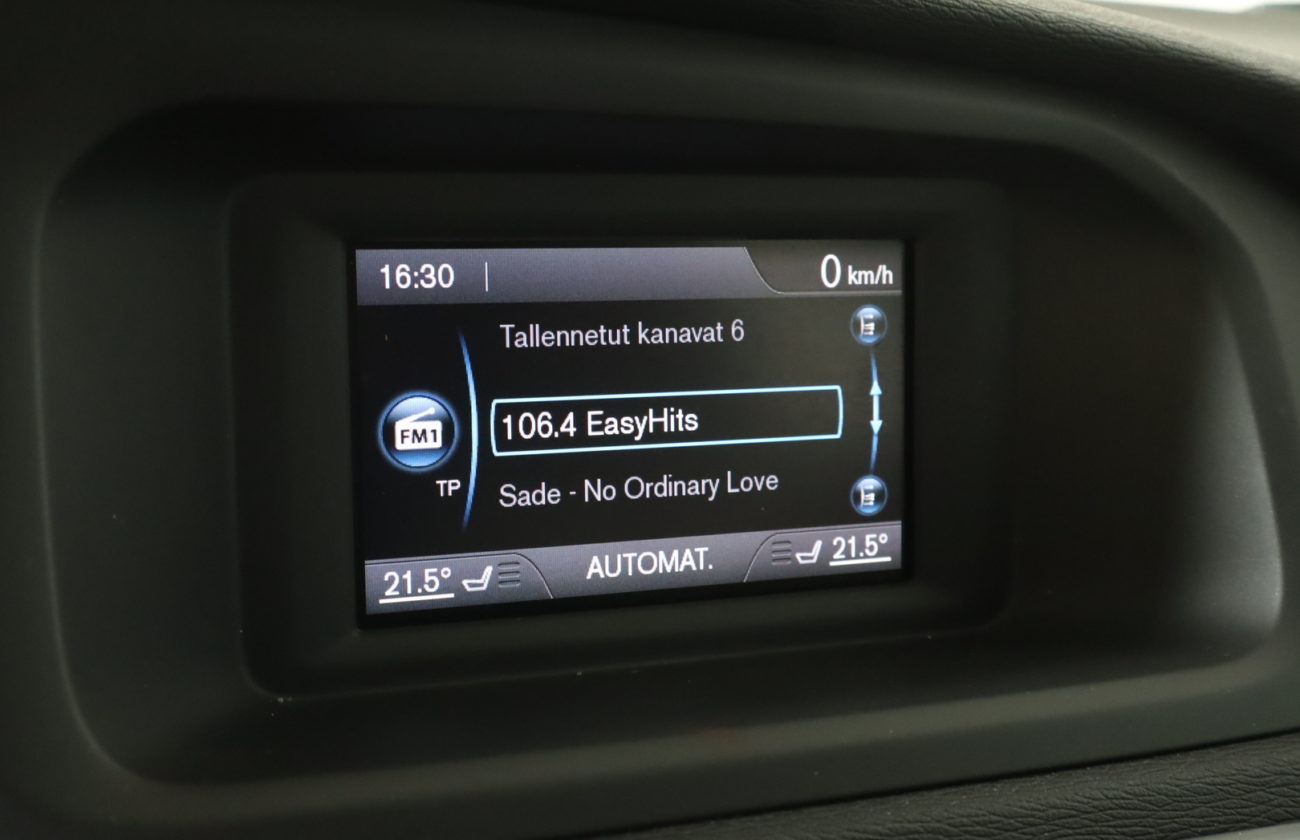 16:30
0 km/h
Tallennetut kanavat 6
FM1
106.4 EasyHits
TP
Sade - No Ordinary Love
21.5°
AUTOMAT.
21.5°